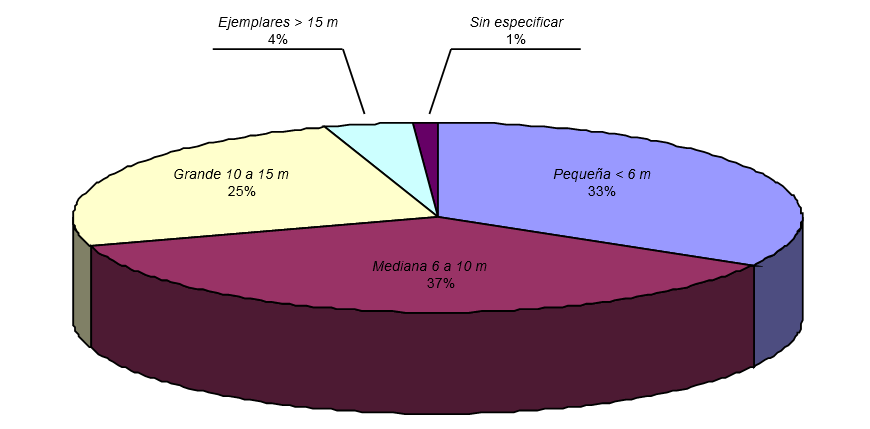 Ejemplares > 15 m
4%
Sin especificar
1%
Grande 10 a 15 m
25%
Pequeña < 6 m
33%
Mediana 6 a 10 m
37%